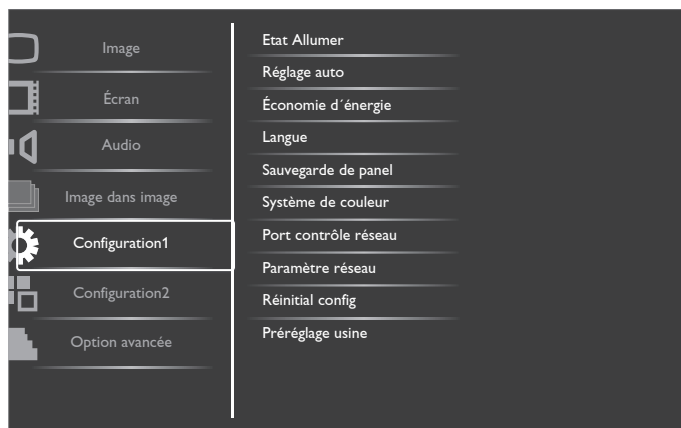 Image
Écran
Audio
Image dans image
Configuration1
Configuration2
Option avancée
Etat Allumer
Réglage auto
Économie d´énergie
Langue
Sauvegarde de panel
Système de couleur
Port contrôle réseau
Paramètre réseau
Réinitial config
Préréglage usine